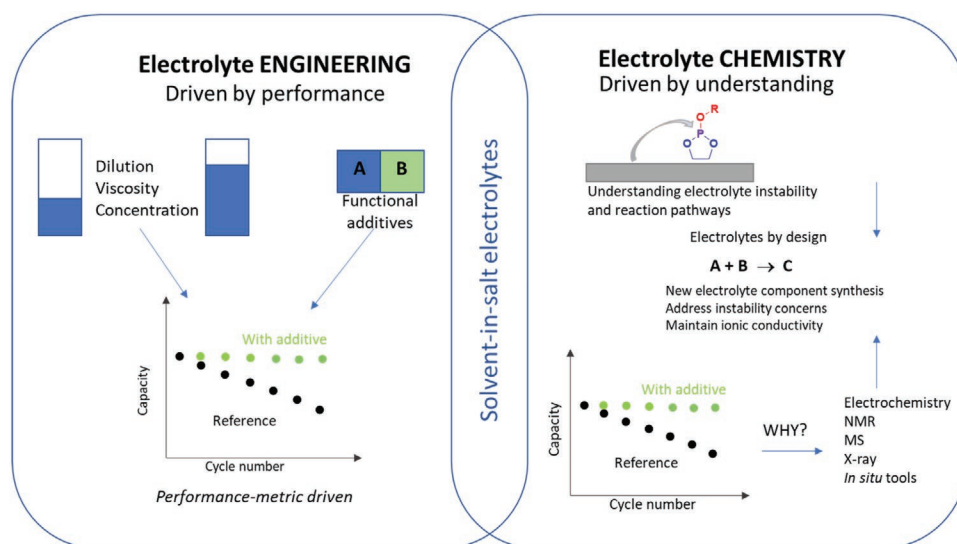 Electrolyte ENGINEERING
Driven by performance
Dilution
Viscosity
Concentration
A B
Functional
additives
With additive
Reference
Capacity
Cycle number
Performance-metric driven
Solvent-in-salt electrolytes
Electrolyte CHEMISTRY
Driven by understanding
R
O
P
O O
Understanding electrolyte instability
and reaction pathways
Electrolytes by design
A + B → C
New electrolyte component synthesis
Address instability concerns
Maintain ionic conductivity
With additive
Reference
Capacity
Cycle number
WHY?
Electrochemistry
NMR
MS
X-ray
In situ tools